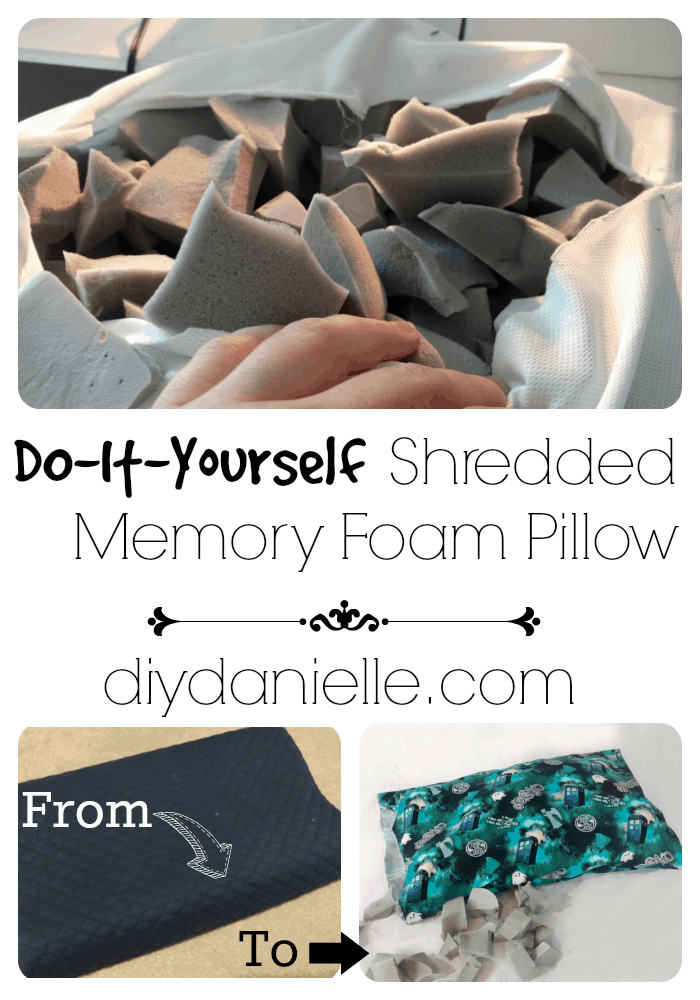 Do-It-Yourself Shredded
Memory Foam Pillow
diydanielle.com
From
To